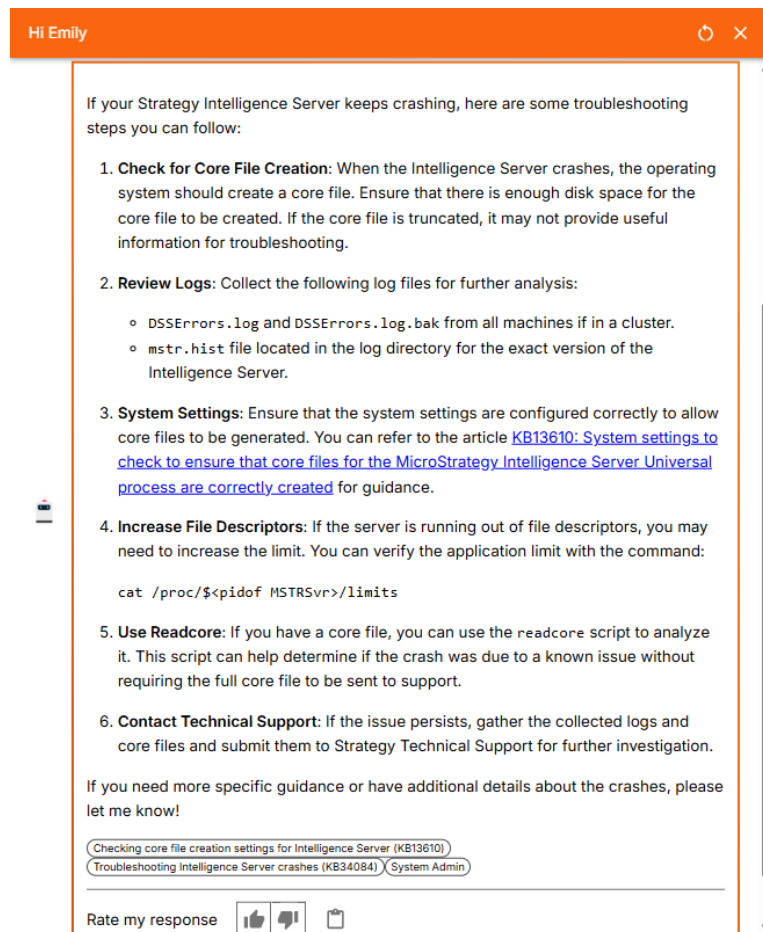 Hi Emily
If your Strategy Intelligence Server keeps crashing, here are some troubleshooting
steps you can follow:
1. Check for Core File Creation: When the Intelligence Server crashes, the operating
system should create a core file. Ensure that there is enough disk space for the
core file to be created. If the core file is truncated, it may not provide useful
information for troubleshooting.
2. Review Logs: Collect the following log files for further analysis:
DSSErrors.log and DSSErrors.log.bak from all machines if in a cluster.
mstr.hist file located in the log directory for the exact version of the
Intelligence Server.
3. System Settings: Ensure that the system settings are configured correctly to allow
core files to be generated. You can refer to the article KB13610: System settings to
check to ensure that core files for the MicroStrategy Intelligence Server Universal
process are correctly created for guidance.
4. Increase File Descriptors: If the server is running out of file descriptors, you may
need to increase the limit. You can verify the application limit with the command:
cat /proc/$<pidof MSTRSvr>/limits
5. Use Readcore: If you have a core file, you can use the readcore script to analyze
it. This script can help determine if the crash was due to a known issue without
requiring the full core file to be sent to support.
6. Contact Technical Support: If the issue persists, gather the collected logs and
core files and submit them to Strategy Technical Support for further investigation.
If you need more specific guidance or have additional details about the crashes, please
let me know!
Checking core file creation settings for Intelligence Server (KB13610)
Troubleshooting Intelligence Server crashes (KB34084) System Admin
Rate my response